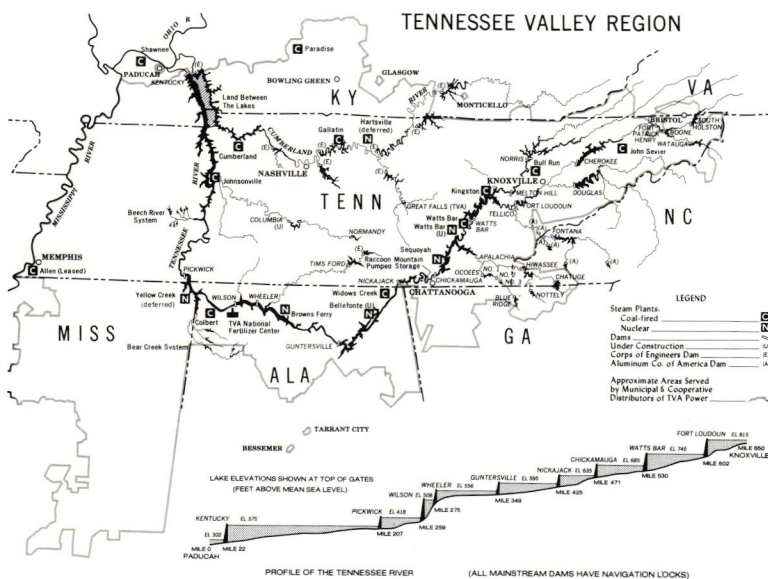 TENNESSEE VALLEY REGION
OHIO R
Shawnee
C
PADUCAH
KENTUCKY
(E)
C Paradise
BOWLING GREEN
GLASGOW
KY
RIVER
(E)
MONTICELLO
VA
Land Between
The Lakes
Hartsville
(deferred)
N
Gallatin
C
CUMBERLAND
(E)
C
Cumberland
NASHVILLE
RIVER
C Johnsonville
TENN
BRISTOL
SOUTH
HOLSTON
FORT
PATRICK
HENRY
BOONE
WATAUGA
C
John Sevier
NORRIS
Bull Run
C
CHEROKEE
KNOXVILLE
Kingston C
MELTON HILL
DOUGLAS
FORT LOUDOUN
TELLICO
NC
GREAT FALLS (TVA)
Watts Bar C
Watts Bar N
(U)
WATTS
BAR
FONTANA
(A)
MISSISSIPPI
RIVER
Beech River
System
COLUMBIA
(U)
NORMANDY
TIMS FORD
Raccoon Mountain
Pumped Storage
Sequoyah
N
APALACHIA
HIWASSEE
OCOEES
NO. 1
NO. 2
NO. 3
CHATUGE
NOTTELY
BLUE
RIDGE
MEMPHIS
C Allen (Leased)
TENNESSEE
PICKWICK
NICKAJACK
CHICKAMAUGA
CHATTANOOGA
Yellow Creek
(deferred)
N
WILSON
WHEELER
Widows Creek C
Bellefonte (U)
N
C
Colbert
TVA National
Fertilizer Center
N
Browns Ferry
MISS
Bear Creek System
GUNTERSVILLE
ALA
GA
LEGEND
Steam Plants:
Coal-fired C
Nuclear N
Dams
Under Construction (U)
Corps of Engineers Dam (E)
Aluminum Co. of America Dam (A)
Approximate Areas Served
by Municipal & Cooperative
Distributors of TVA Power
TARRANT CITY
BESSEMER
LAKE ELEVATIONS SHOWN AT TOP OF GATES
(FEET ABOVE MEAN SEA LEVEL)
KENTUCKY EL 375
EL 302
MILE 0
PADUCAH
MILE 22
PICKWICK EL 418
MILE 207
WILSON EL 508
MILE 259
WHEELER EL 556
MILE 275
GUNTERSVILLE EL 595
MILE 349
NICKAJACK EL 635
MILE 425
CHICKAMAUGA EL 685
MILE 471
WATTS BAR EL 745
MILE 530
FORT LOUDOUN EL 815
MILE 602
MILE 650
KNOXVILLE
PROFILE OF THE TENNESSEE RIVER (ALL MAINSTREAM DAMS HAVE NAVIGATION LOCKS)